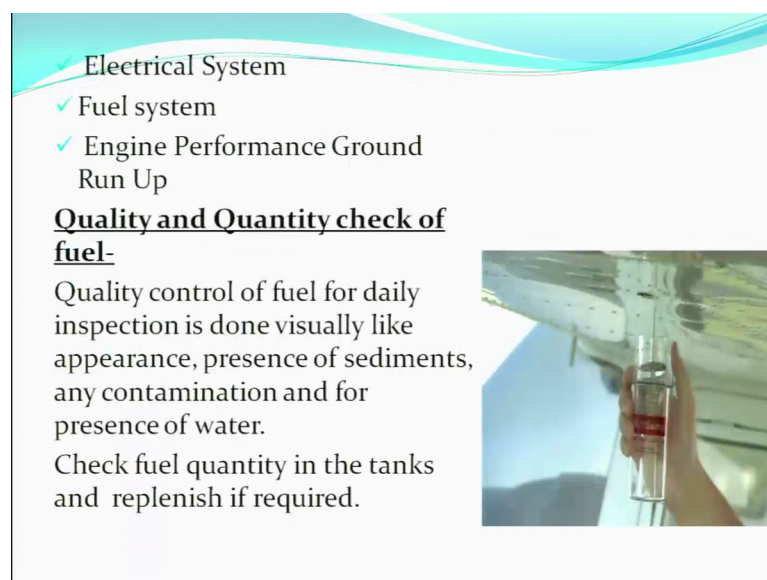 ✓ Electrical System
✓ Fuel system
✓ Engine Performance Ground
Run Up
Quality and Quantity check of
fuel-
Quality control of fuel for daily
inspection is done visually like
appearance, presence of sediments,
any contamination and for
presence of water.
Check fuel quantity in the tanks
and replenish if required.